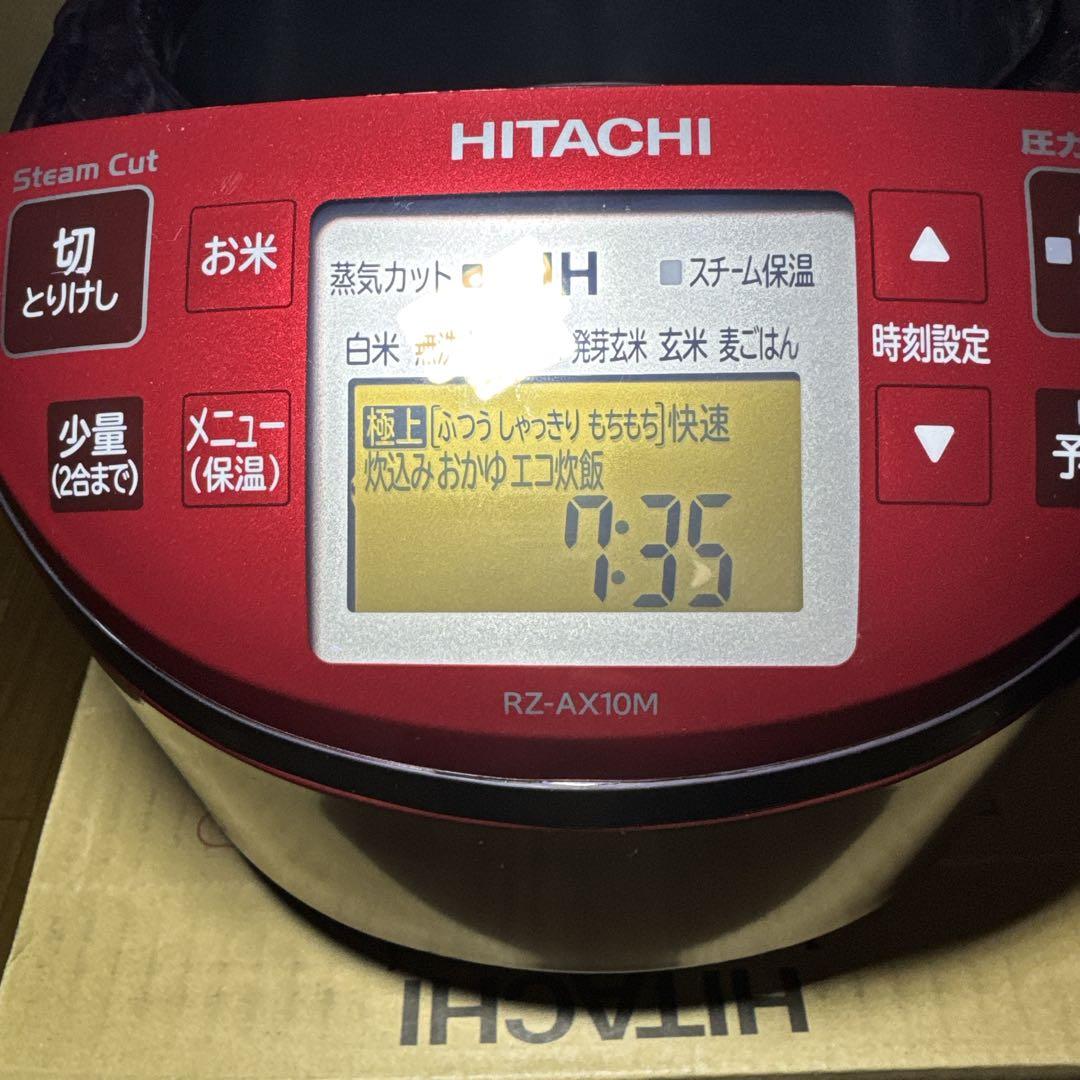 HITACHI
Steam Cut
圧力
切
とりけし
お米
蒸気カット
スチーム保温
白米
発芽玄米 玄米 麦ごはん
時刻設定
少量
(2合まで)
メニュー
(保温)
極上[ふつう しゃっきり もちもち]快速
炊込み おかゆ エコ炊飯
7:35
RZ-AX10M
HITACHI